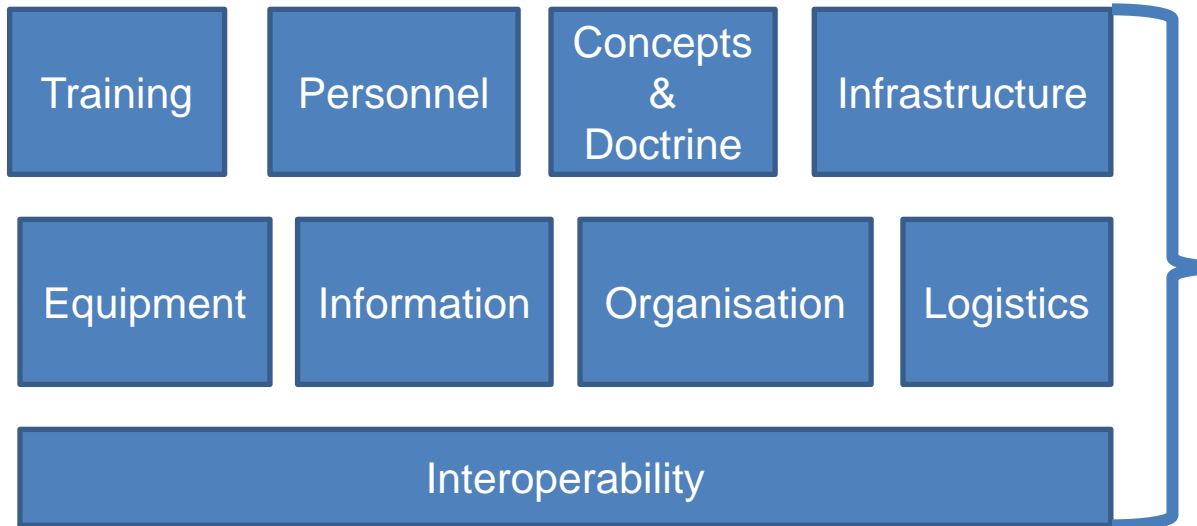 Training
Personnel
Concepts
&
Doctrine
Infrastructure
Equipment
Information
Organisation
Logistics
Interoperability